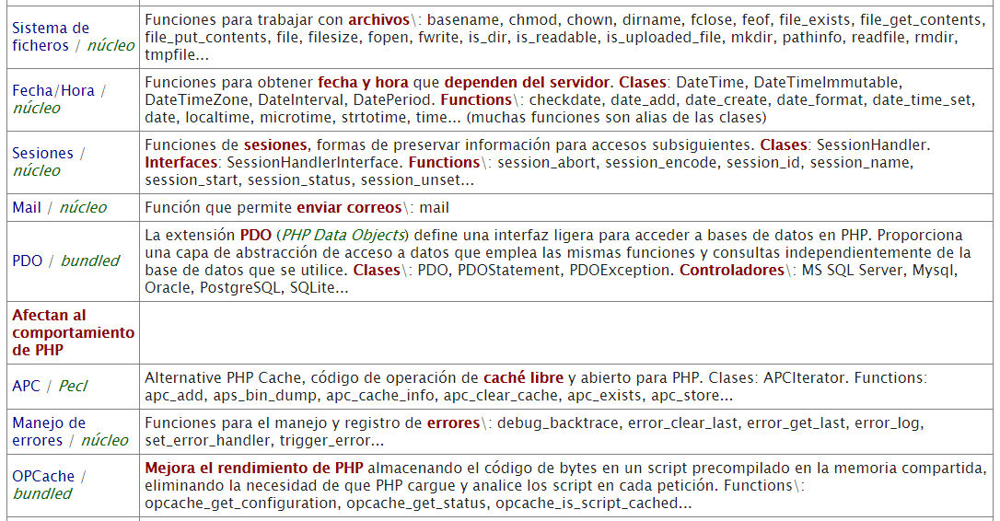 Sistema de
ficheros / núcleo
Funciones para trabajar con archivos\: basename, chmod, chown, dirname, fclose, feof, file_exists, file_get_contents,
file_put_contents, file, filesize, fopen, fwrite, is_dir, is_readable, is_uploaded_file, mkdir, pathinfo, readfile, rmdir,
tmpfile...
Fecha/Hora /
núcleo
Funciones para obtener fecha y hora que dependen del servidor. Clases: DateTime, DateTimeImmutable,
DateTimeZone, DateInterval, DatePeriod. Functions\: checkdate, date_add, date_create, date_format, date_time_set,
date, localtime, microtime, strtotime, time... (muchas funciones son alias de las clases)
Sesiones /
núcleo
Funciones de sesiones, formas de preservar información para accesos subsiguientes. Clases: SessionHandler.
Interfaces: SessionHandlerInterface. Functions\: session_abort, session_encode, session_id, session_name,
session_start, session_status, session_unset...
Mail / núcleo
Función que permite enviar correos\: mail
PDO / bundled
La extensión PDO (PHP Data Objects) define una interfaz ligera para acceder a bases de datos en PHP. Proporciona
una capa de abstracción de acceso a datos que emplea las mismas funciones y consultas independientemente de la
base de datos que se utilice. Clases\: PDO, PDOStatement, PDOException. Controladores\: MS SQL Server, Mysql,
Oracle, PostgreSQL, SQLite...
Afectan al
comportamiento
de PHP
APC / Pecl
Alternative PHP Cache, código de operación de caché libre y abierto para PHP. Clases: APCIterator. Functions:
apc_add, aps_bin_dump, apc_cache_info, apc_clear_cache, apc_exists, apc_store...
Manejo de
errores / núcleo
Funciones para el manejo y registro de errores\: debug_backtrace, error_clear_last, error_get_last, error_log,
set_error_handler, trigger_error...
OPCache /
bundled
Mejora el rendimiento de PHP almacenando el código de bytes en un script precompilado en la memoria compartida,
eliminando la necesidad de que PHP cargue y analice los script en cada petición. Functions\:
opcache_get_configuration, opcache_get_status, opcache_is_script_cached...